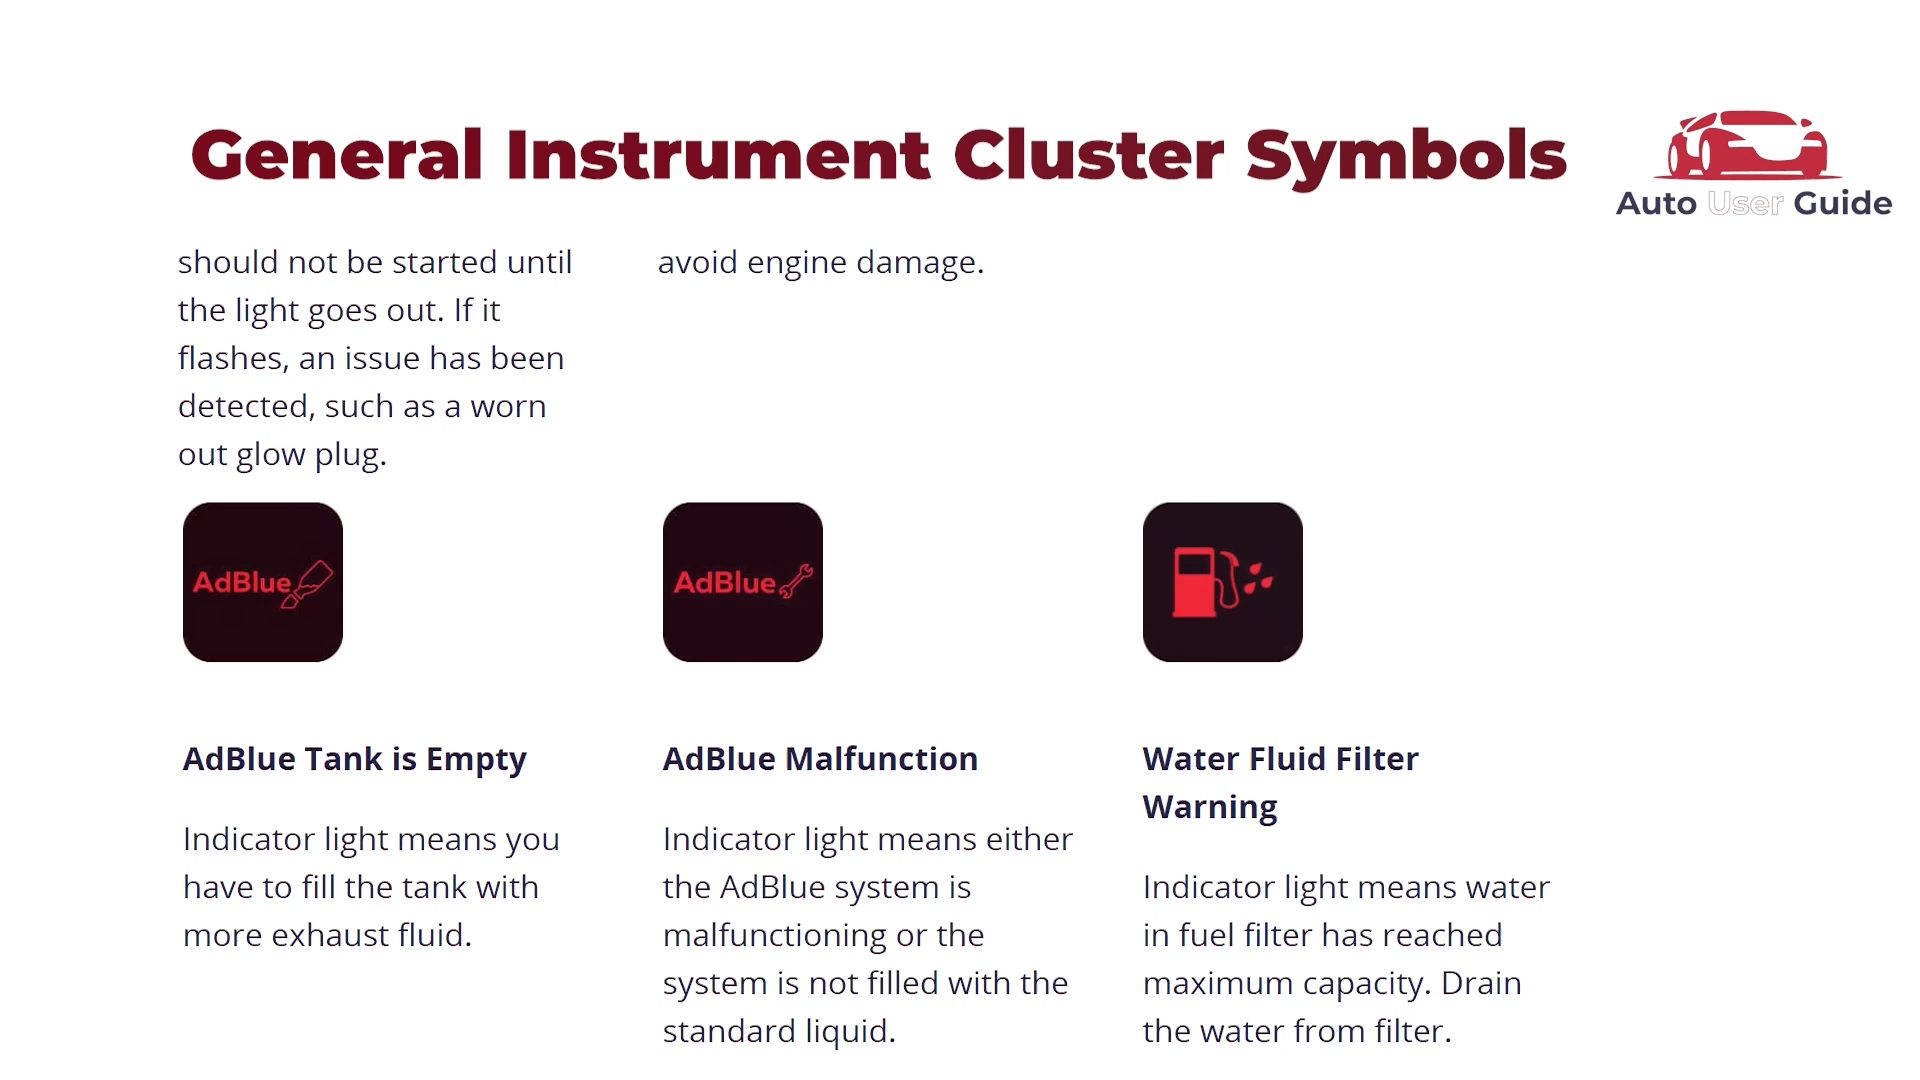 General Instrument Cluster Symbols
Auto User Guide
should not be started until
the light goes out. If it
flashes, an issue has been
detected, such as a worn
out glow plug.
avoid engine damage.
AdBlue
AdBlue
AdBlue Tank is Empty
Indicator light means you
have to fill the tank with
more exhaust fluid.
AdBlue Malfunction
Indicator light means either
the AdBlue system is
malfunctioning or the
system is not filled with the
standard liquid.
Water Fluid Filter
Warning
Indicator light means water
in fuel filter has reached
maximum capacity. Drain
the water from filter.